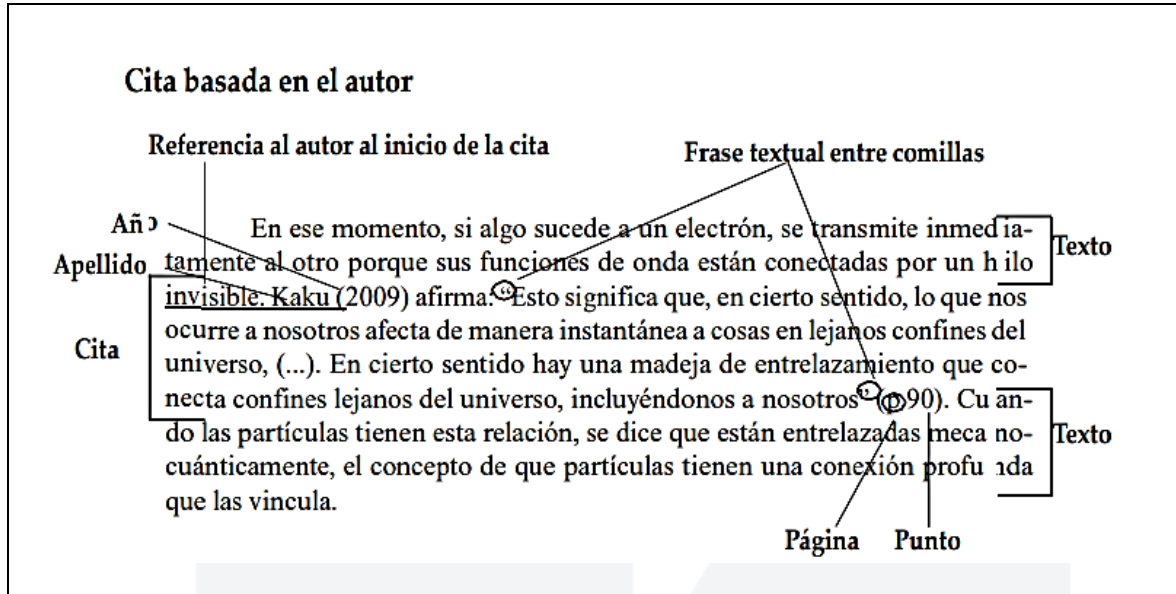 Cita basada en el autor
Referencia al autor al inicio de la cita
Frase textual entre comillas
Año
En ese momento, si algo sucede a un electrón, se transmite inmedia-
Texto
Apellido
tamente al otro porque sus funciones de onda están conectadas por un hilo
invisible. Kaku (2009) afirma: “Esto significa que, en cierto sentido, lo que nos
ocurre a nosotros afecta de manera instantánea a cosas en lejanos confines del
Cita
universo, (...). En cierto sentido hay una madeja de entrelazamiento que co-
necta confines lejanos del universo, incluyéndonos a nosotros” (p.90). Cuan-
do las partículas tienen esta relación, se dice que están entrelazadas mecano-
Texto
cuánticamente, el concepto de que partículas tienen una conexión profunda
que las vincula.
Página
Punto